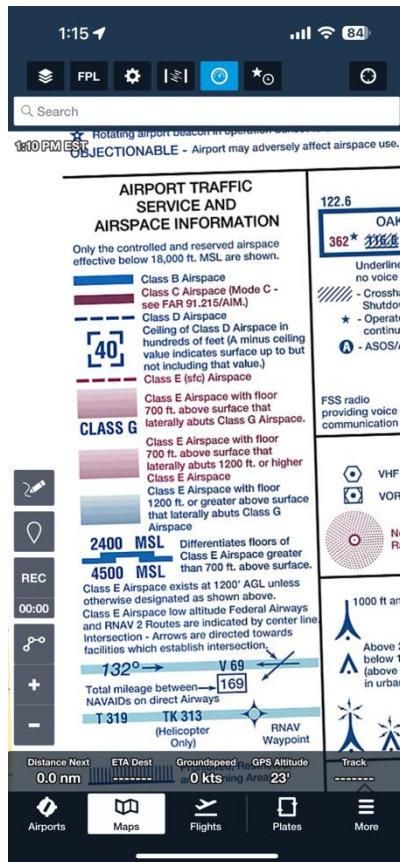 1:15
84
FPL
Search
Rotating airport beacon in operation Sunset to
1:10 PM EST
OBJECTIONABLE - Airport may adversely affect airspace use.
AIRPORT TRAFFIC
SERVICE AND
AIRSPACE INFORMATION
Only the controlled and reserved airspace
effective below 18,000 ft. MSL are shown.
Class B Airspace
Class C Airspace (Mode C -
see FAR 91.215/AIM.)
Class D Airspace
40
Ceiling of Class D Airspace in
hundreds of feet (A minus ceiling
value indicates surface up to but
not including that value.)
Class E (sfc) Airspace
Class E Airspace with floor
700 ft. above surface that
laterally abuts Class G Airspace.
CLASS G
Class E Airspace with floor
700 ft. above surface that
laterally abuts 1200 ft. or higher
Class E Airspace
Class E Airspace with floor
1200 ft. or greater above surface
that laterally abuts Class G
Airspace
2400 MSL
4500 MSL
Differentiates floors of
Class E Airspace greater
than 700 ft. above surface.
Class E Airspace exists at 1200' AGL unless
otherwise designated as shown above.
Class E Airspace low altitude Federal Airways
and RNAV 2 Routes are indicated by center line.
Intersection - Arrows are directed towards
facilities which establish intersection.
132° V 69
Total mileage between 169
NAVAIDs on direct Airways
T 319 TK 313
(Helicopter
Only)
RNAV
Waypoint
122.6
OAK
362
Underline
no voice
- Crossha
Shutdow
- Operate
continu
A - ASOS/A
FSS radio
providing voice
communication
VHF
VOR
1000 ft an
Above 2
below 1
(above
in urba
REC
00:00
Distance Next
0.0 nm
ETA Dest
-------
Groundspeed
0 kts
GPS Altitude
23'
Track
-------
Airports
Maps
Flights
Plates
More